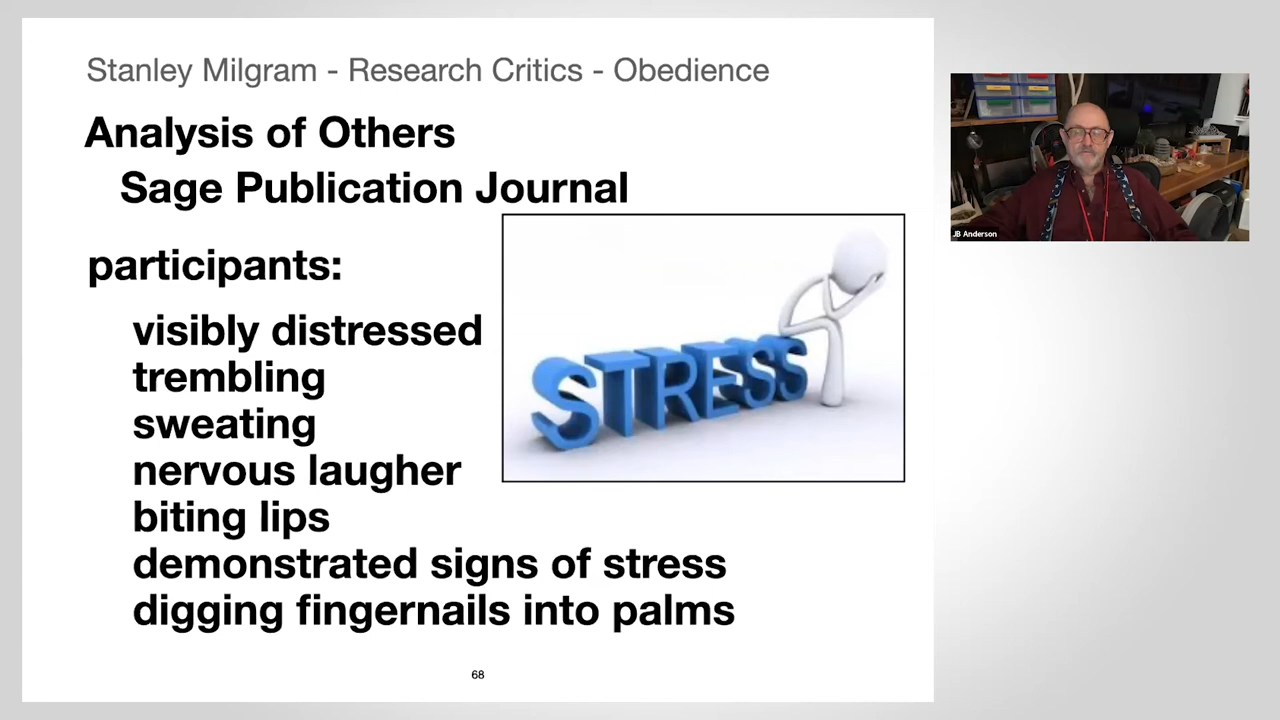 Stanley Milgram - Research Critics - Obedience
Analysis of Others
Sage Publication Journal
participants:
visibly distressed
trembling
sweating
nervous laugher
biting lips
demonstrated signs of stress
digging fingernails into palms
STRESS
68
JB Anderson